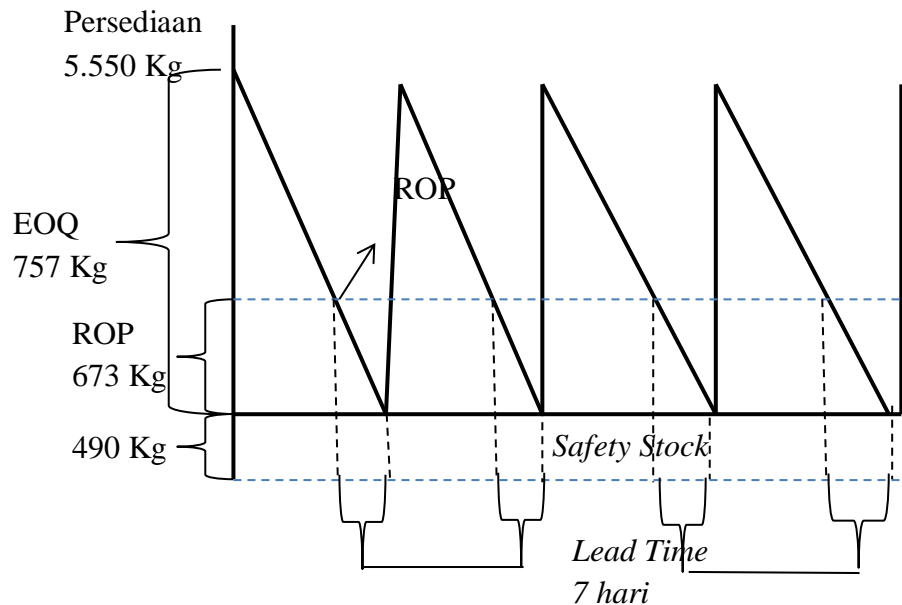 Persediaan
5.550 Kg
ROP
EOQ
757 Kg
ROP
673 Kg
490 Kg
Safety Stock
Lead Time
7 hari